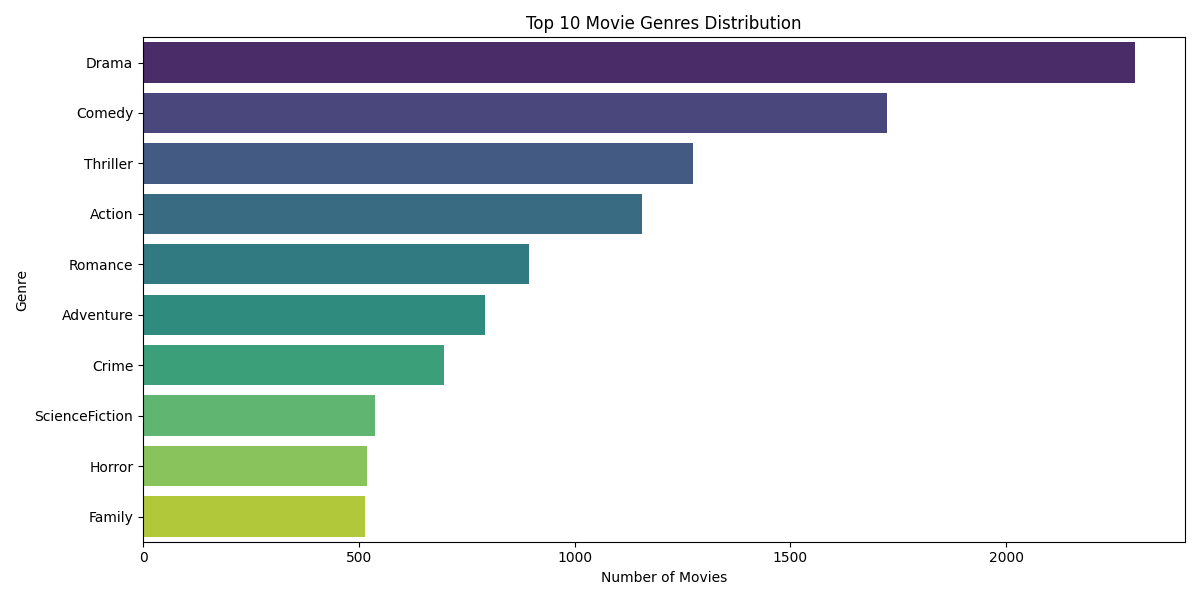 Top 10 Movie Genres Distribution
Genre
Drama
Comedy
Thriller
Action
Romance
Adventure
Crime
ScienceFiction
Horror
Family
0 500 1000 1500 2000
Number of Movies